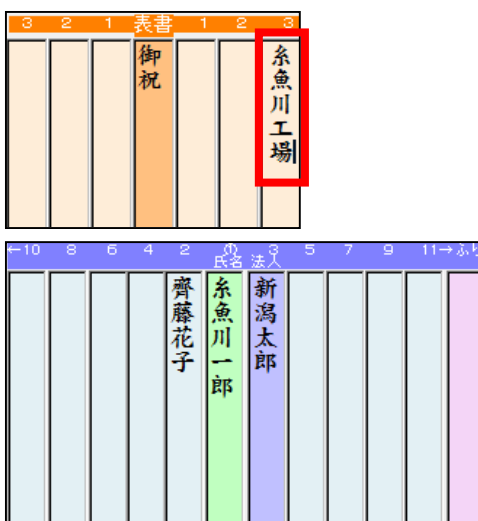 3 2 1 表書 1 2 3
糸魚川工場
御祝
←10 8 6 4 2 ① 3 5 7 9 11→ふり
氏名 法人
新潟太郎
糸魚川一郎
齊藤花子